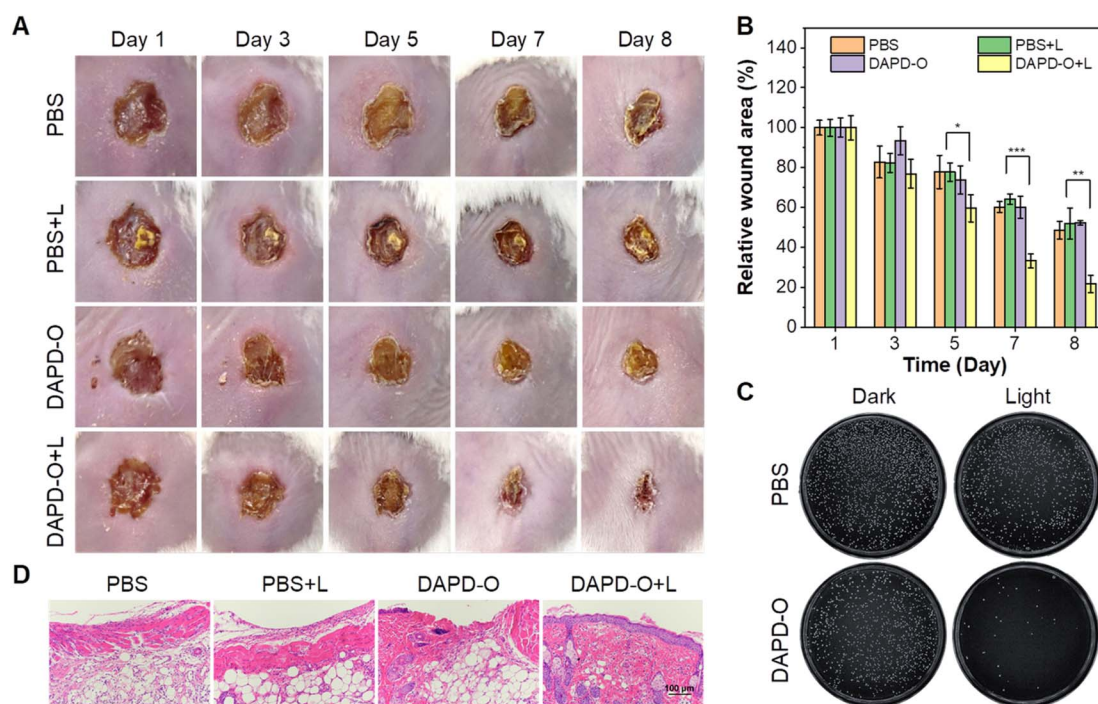 A
Day 1 Day 3 Day 5 Day 7 Day 8
PBS
PBS+L
DAPD-O
DAPD-O+L
B
Relative wound area (%)
140
120
100
80
60
40
20
0
PBS PBS+L
DAPD-O DAPD-O+L
* *** **
1 3 5 7 8
Time (Day)
C
Dark Light
PBS
DAPD-O
D
PBS PBS+L DAPD-O DAPD-O+L
100 μm